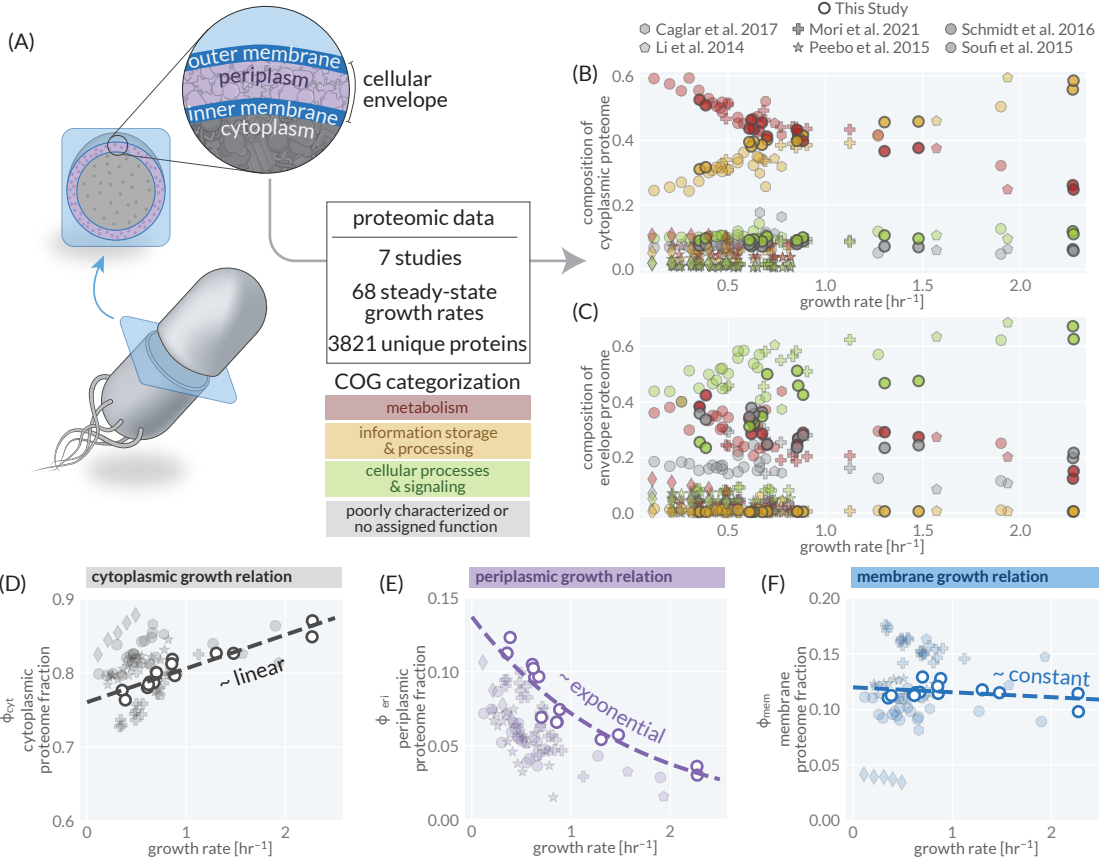 (A)
outer membrane
periplasm
inner membrane
cytoplasm
cellular
envelope
proteomic data
7 studies
68 steady-state
growth rates
3821 unique proteins
COG categorization
metabolism
information storage
& processing
cellular processes
& signaling
poorly characterized or
no assigned function
This Study
Caglar et al. 2017
Mori et al. 2021
Schmidt et al. 2016
Li et al. 2014
Peebo et al. 2015
Soufi et al. 2015
(B)
composition of
cytoplasmic proteome
0.6
0.4
0.2
0.0
0.5
1.0
1.5
2.0
growth rate [hr⁻¹]
(C)
composition of
envelope proteome
0.6
0.4
0.2
0.0
0.5
1.0
1.5
2.0
growth rate [hr⁻¹]
(D)
cytoplasmic growth relation
ϕcyt
cytoplasmic
proteome fraction
0.9
0.8
0.7
0.6
~ linear
0
1
2
growth rate [hr⁻¹]
(E)
periplasmic growth relation
ϕ eri
periplasmic
proteome fraction
0.15
0.10
0.05
0.00
~ exponential
0
1
2
growth rate [hr⁻¹]
(F)
membrane growth relation
ϕmem
membrane
proteome fraction
0.20
0.15
0.10
0.05
0.00
~ constant
0
1
2
growth rate [hr⁻¹]